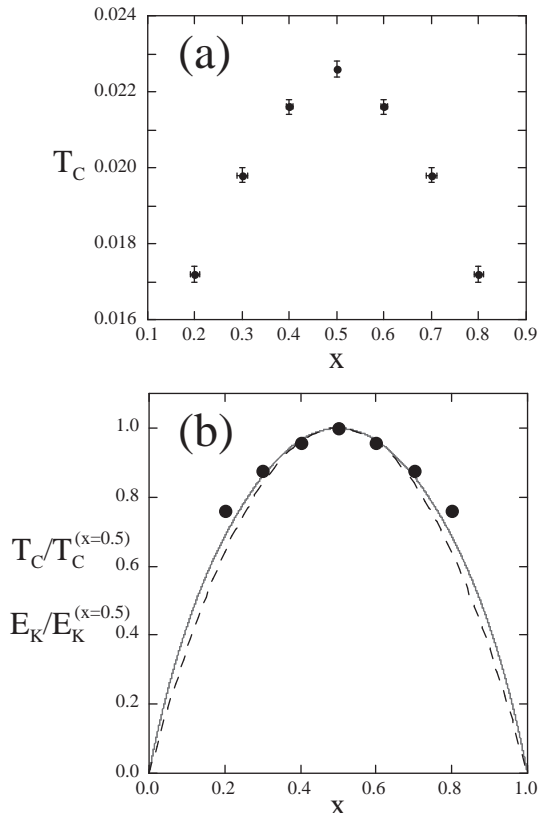 (a)
T_C
0.024
0.022
0.020
0.018
0.016
0.1 0.2 0.3 0.4 0.5 0.6 0.7 0.8 0.9
x
(b)
T_C/T_C^(x=0.5)
E_K/E_K^(x=0.5)
1.0
0.8
0.6
0.4
0.2
0.0
0.0 0.2 0.4 0.6 0.8 1.0
x